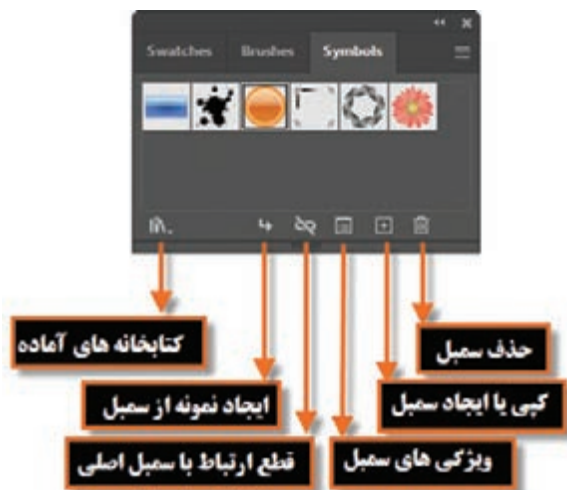 Swatches Brushes Symbols
کتابخانه های آماده
حذف سمبل
ایجاد نمونه از سمبل
کپی یا ایجاد سمبل
قطع ارتباط با سمبل اصلی
ویژگی های سمبل